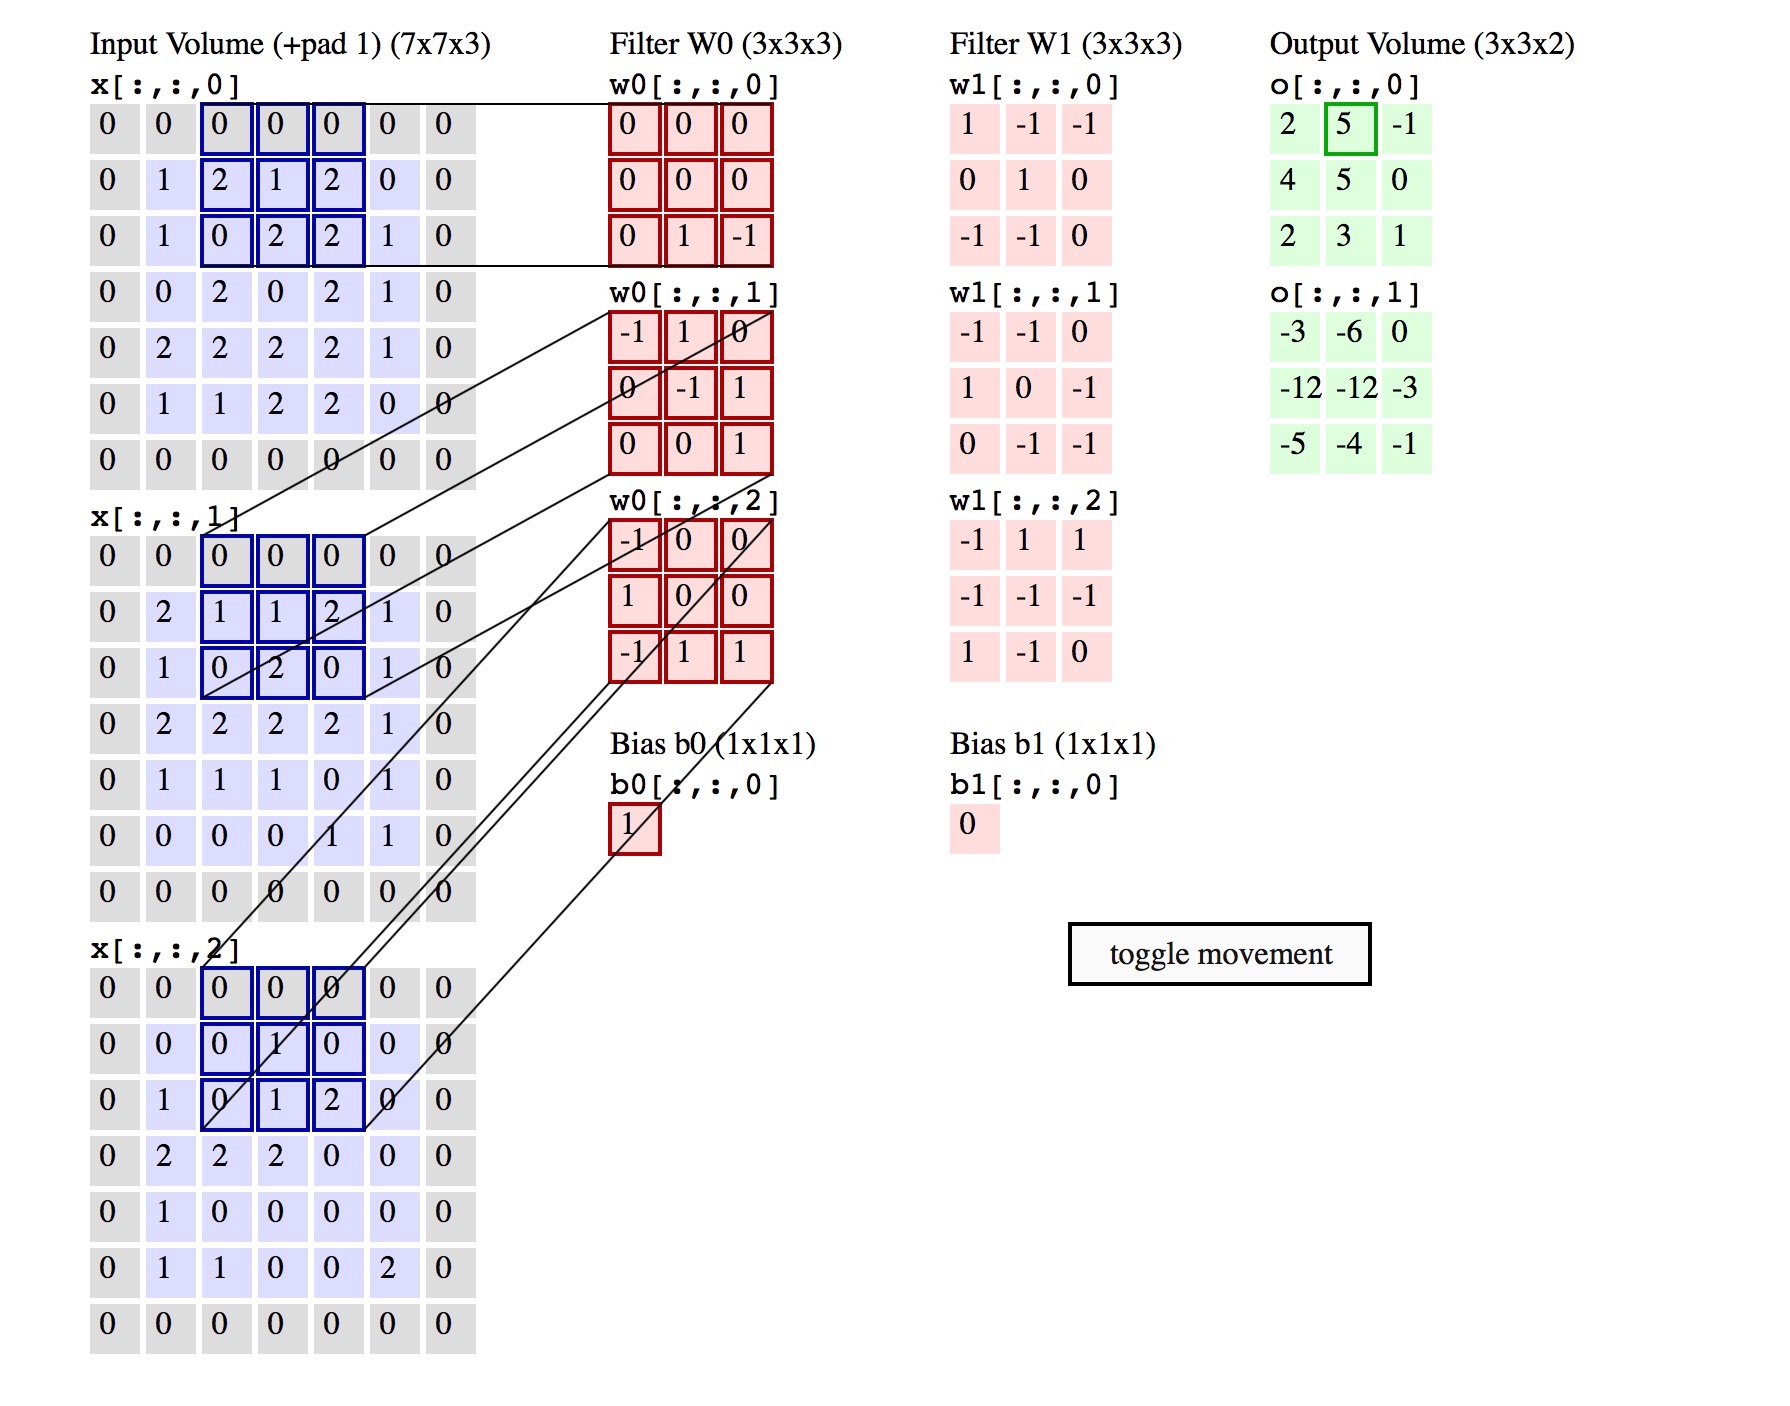 Input Volume (+pad 1) (7x7x3)
x[:,:,0]
0 0 0 0 0 0 0
0 1 2 1 2 0 0
0 1 0 2 2 1 0
0 0 2 0 2 1 0
0 2 2 2 2 1 0
0 1 1 2 2 0 0
0 0 0 0 0 0 0
x[:,:,1]
0 0 0 0 0 0 0
0 2 1 1 2 1 0
0 1 0 2 0 1 0
0 2 2 2 2 1 0
0 1 1 1 0 1 0
0 0 0 0 1 1 0
0 0 0 0 0 0 0
x[:,:,2]
0 0 0 0 0 0 0
0 0 0 1 0 0 0
0 1 0 1 2 0 0
0 2 2 2 0 0 0
0 1 0 0 0 0 0
0 1 1 0 0 2 0
0 0 0 0 0 0 0
Filter W0 (3x3x3)
w0[:,:,0]
0 0 0
0 0 0
0 1 -1
w0[:,:,1]
-1 1 0
0 -1 1
0 0 1
w0[:,:,2]
-1 0 0
1 0 0
-1 1 1
Bias b0 (1x1x1)
b0[:,:,0]
1
Filter W1 (3x3x3)
w1[:,:,0]
1 -1 -1
0 1 0
-1 -1 0
w1[:,:,1]
-1 -1 0
1 0 -1
0 -1 -1
w1[:,:,2]
-1 1 1
-1 -1 -1
1 -1 0
Bias b1 (1x1x1)
b1[:,:,0]
0
Output Volume (3x3x2)
o[:,:,0]
2 5 -1
4 5 0
2 3 1
o[:,:,1]
-3 -6 0
-12 -12 -3
-5 -4 -1
toggle movement